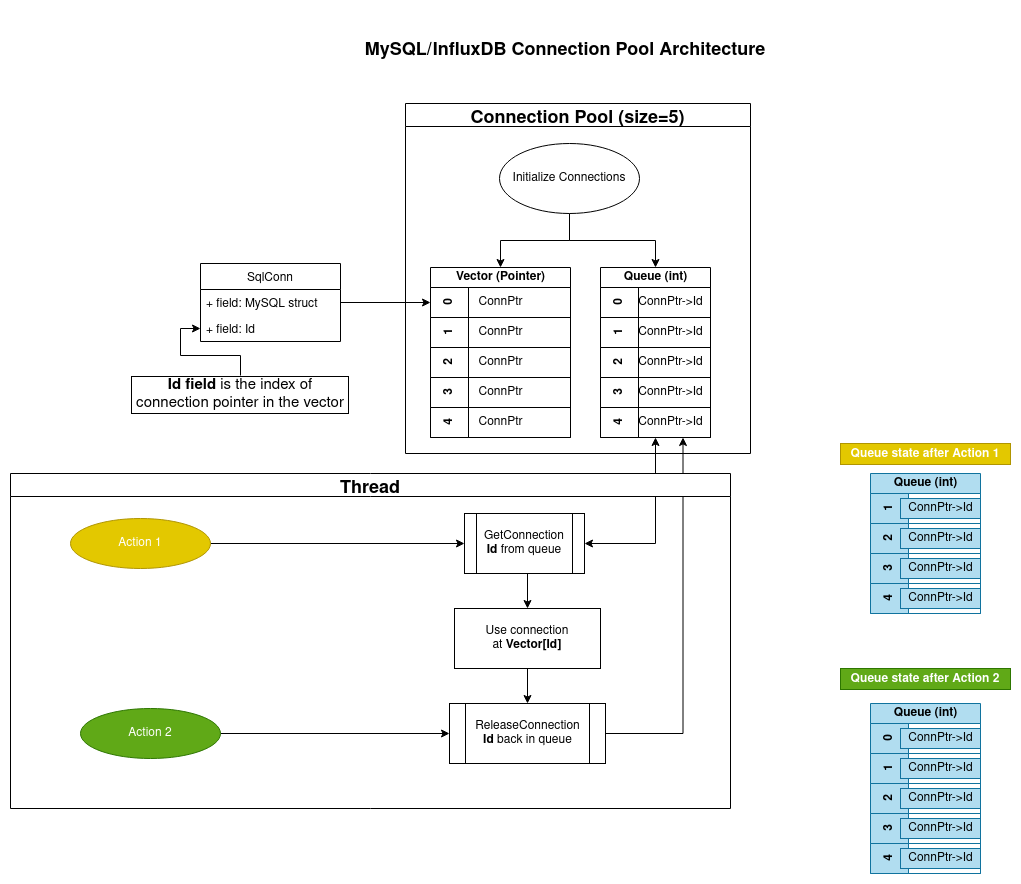 MySQL/InfluxDB Connection Pool Architecture
Connection Pool (size=5)
Initialize Connections
SqlConn
+ field: MySQL struct
+ field: Id
Id field is the index of
connection pointer in the vector
Vector (Pointer)
0 ConnPtr
1 ConnPtr
2 ConnPtr
3 ConnPtr
4 ConnPtr
Queue (int)
0 ConnPtr->Id
1 ConnPtr->Id
2 ConnPtr->Id
3 ConnPtr->Id
4 ConnPtr->Id
Thread
Action 1
GetConnection
Id from queue
Use connection
at Vector[Id]
Action 2
ReleaseConnection
Id back in queue
Queue state after Action 1
Queue (int)
1 ConnPtr->Id
2 ConnPtr->Id
3 ConnPtr->Id
4 ConnPtr->Id
Queue state after Action 2
Queue (int)
0 ConnPtr->Id
1 ConnPtr->Id
2 ConnPtr->Id
3 ConnPtr->Id
4 ConnPtr->Id